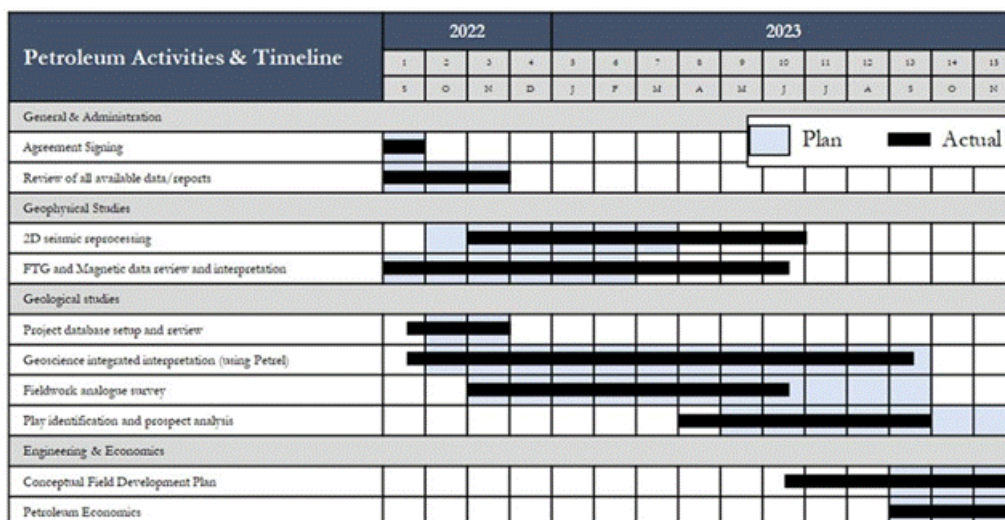 2022 2023
Petroleum Activities & Timeline
1 2 3 4 5 6 7 8 9 10 11 12 13 14 15
S O N D J F M A M J J A S O N
General & Administration
Plan Actual
Agreement Signing
Review of all available data/reports
Geophysical Studies
2D seismic reprocessing
FTG and Magnetic data review and interpretation
Geological studies
Project database setup and review
Geoscience integrated interpretation (using Petrel)
Fieldwork analogue survey
Play identification and prospect analysis
Engineering & Economics
Conceptual Field Development Plan
Petroleum Economics